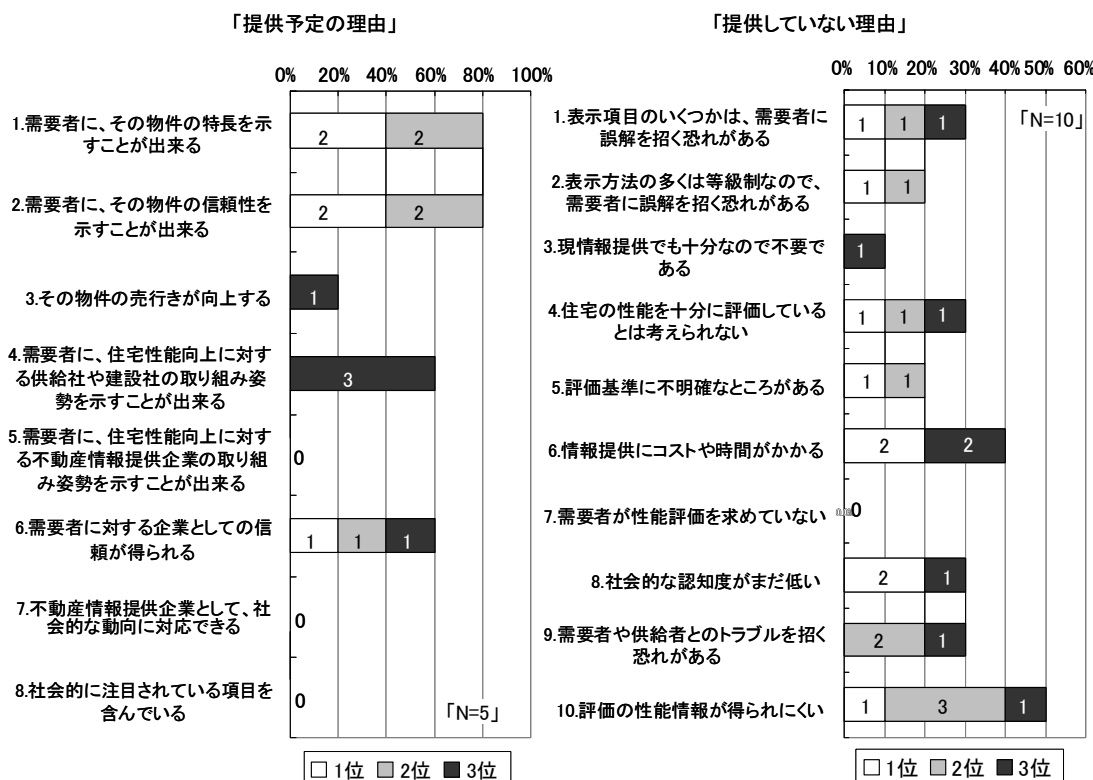 「提供予定の理由」
0% 20% 40% 60% 80% 100%
1.需要者に、その物件の特長を示
すことが出来る
2 2
2.需要者に、その物件の信頼性を
示すことが出来る
2 2
3.その物件の売行きが向上する
1
4.需要者に、住宅性能向上に対す
る供給社や建設社の取り組み姿
勢を示すことが出来る
3
5.需要者に、住宅性能向上に対す
る不動産情報提供企業の取り組
み姿勢を示すことが出来る
0
6.需要者に対する企業としての信
頼が得られる
1 1 1
7.不動産情報提供企業として、社
会的な動向に対応できる
0
8.社会的に注目されている項目を
含んでいる
0
「N=5」
1位 2位 3位
「提供していない理由」
0% 10% 20% 30% 40% 50% 60%
「N=10」
1.表示項目のいくつかは、需要者に
誤解を招く恐れがある
1 1 1
2.表示方法の多くは等級制なので、
需要者に誤解を招く恐れがある
1 1
3.現情報提供でも十分なので不要で
ある
1
4.住宅の性能を十分に評価している
とは考えられない
1 1 1
5.評価基準に不明確なところがある
1 1
6.情報提供にコストや時間がかかる
2 2
7.需要者が性能評価を求めていない
0
8.社会的な認知度がまだ低い
2 1
9.需要者や供給者とのトラブルを招く
恐れがある
2 1
10.評価の性能情報が得られにくい
1 3 1
1位 2位 3位